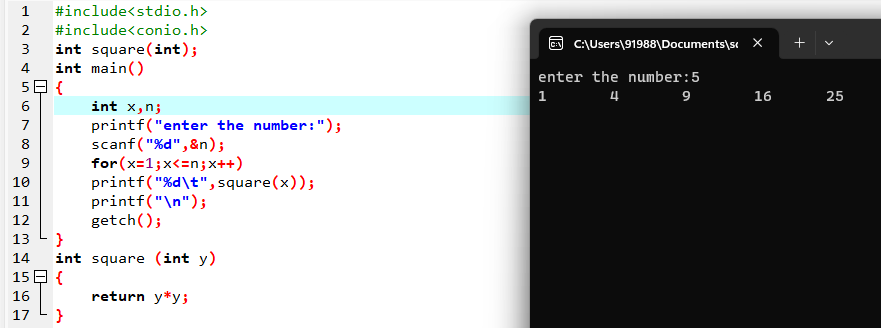 1 #include<stdio.h>
2 #include<conio.h>
3 int square(int);
4 int main()
5 {
6 int x,n;
7 printf("enter the number:");
8 scanf("%d",&n);
9 for(x=1;x<=n;x++)
10 printf("%d\t",square(x));
11 printf("\n");
12 getch();
13 }
14 int square (int y)
15 {
16 return y*y;
17 }
C:\Users\91988\Documents\sc
enter the number:5
1 4 9 16 25